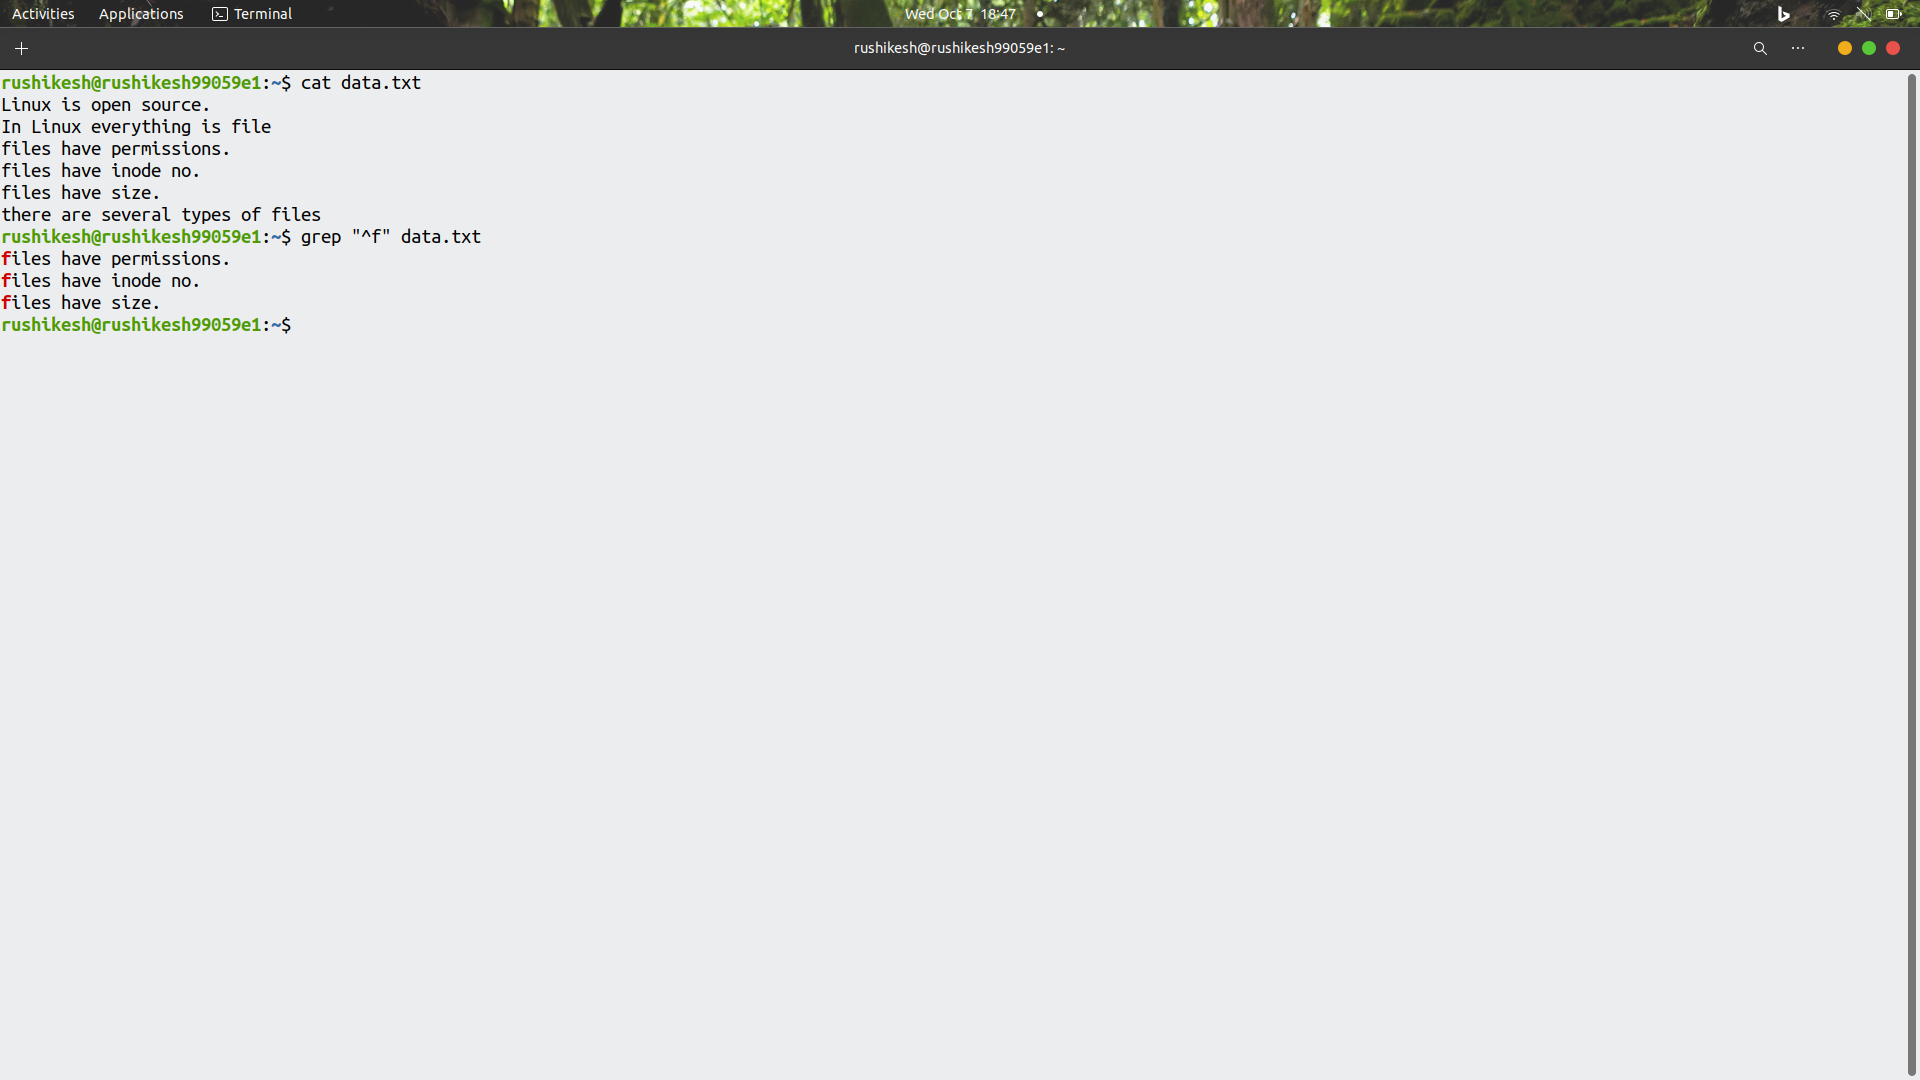 Activities Applications Terminal Wed Oct 7 18:47
rushikesh@rushikesh99059e1: ~
rushikesh@rushikesh99059e1:~$ cat data.txt
Linux is open source.
In Linux everything is file
files have permissions.
files have inode no.
files have size.
there are several types of files
rushikesh@rushikesh99059e1:~$ grep "^f" data.txt
files have permissions.
files have inode no.
files have size.
rushikesh@rushikesh99059e1:~$